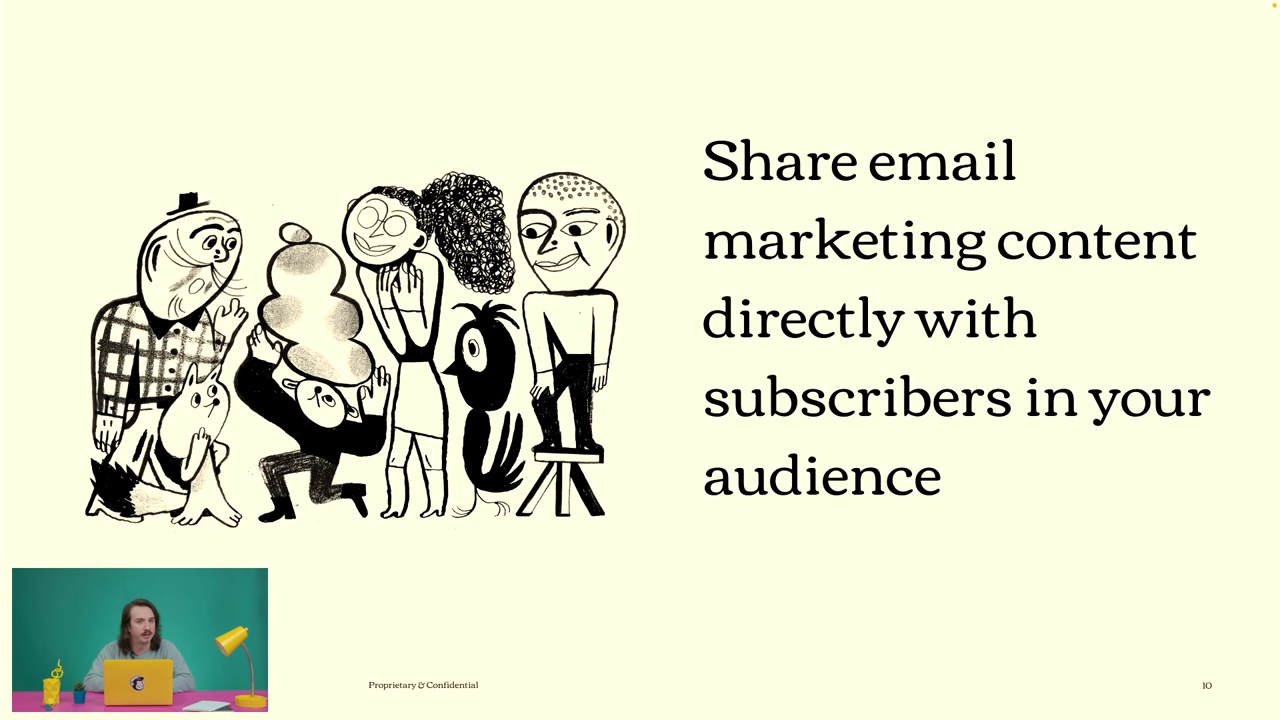 Share email
marketing content
directly with
subscribers in your
audience
Proprietary & Confidential
10